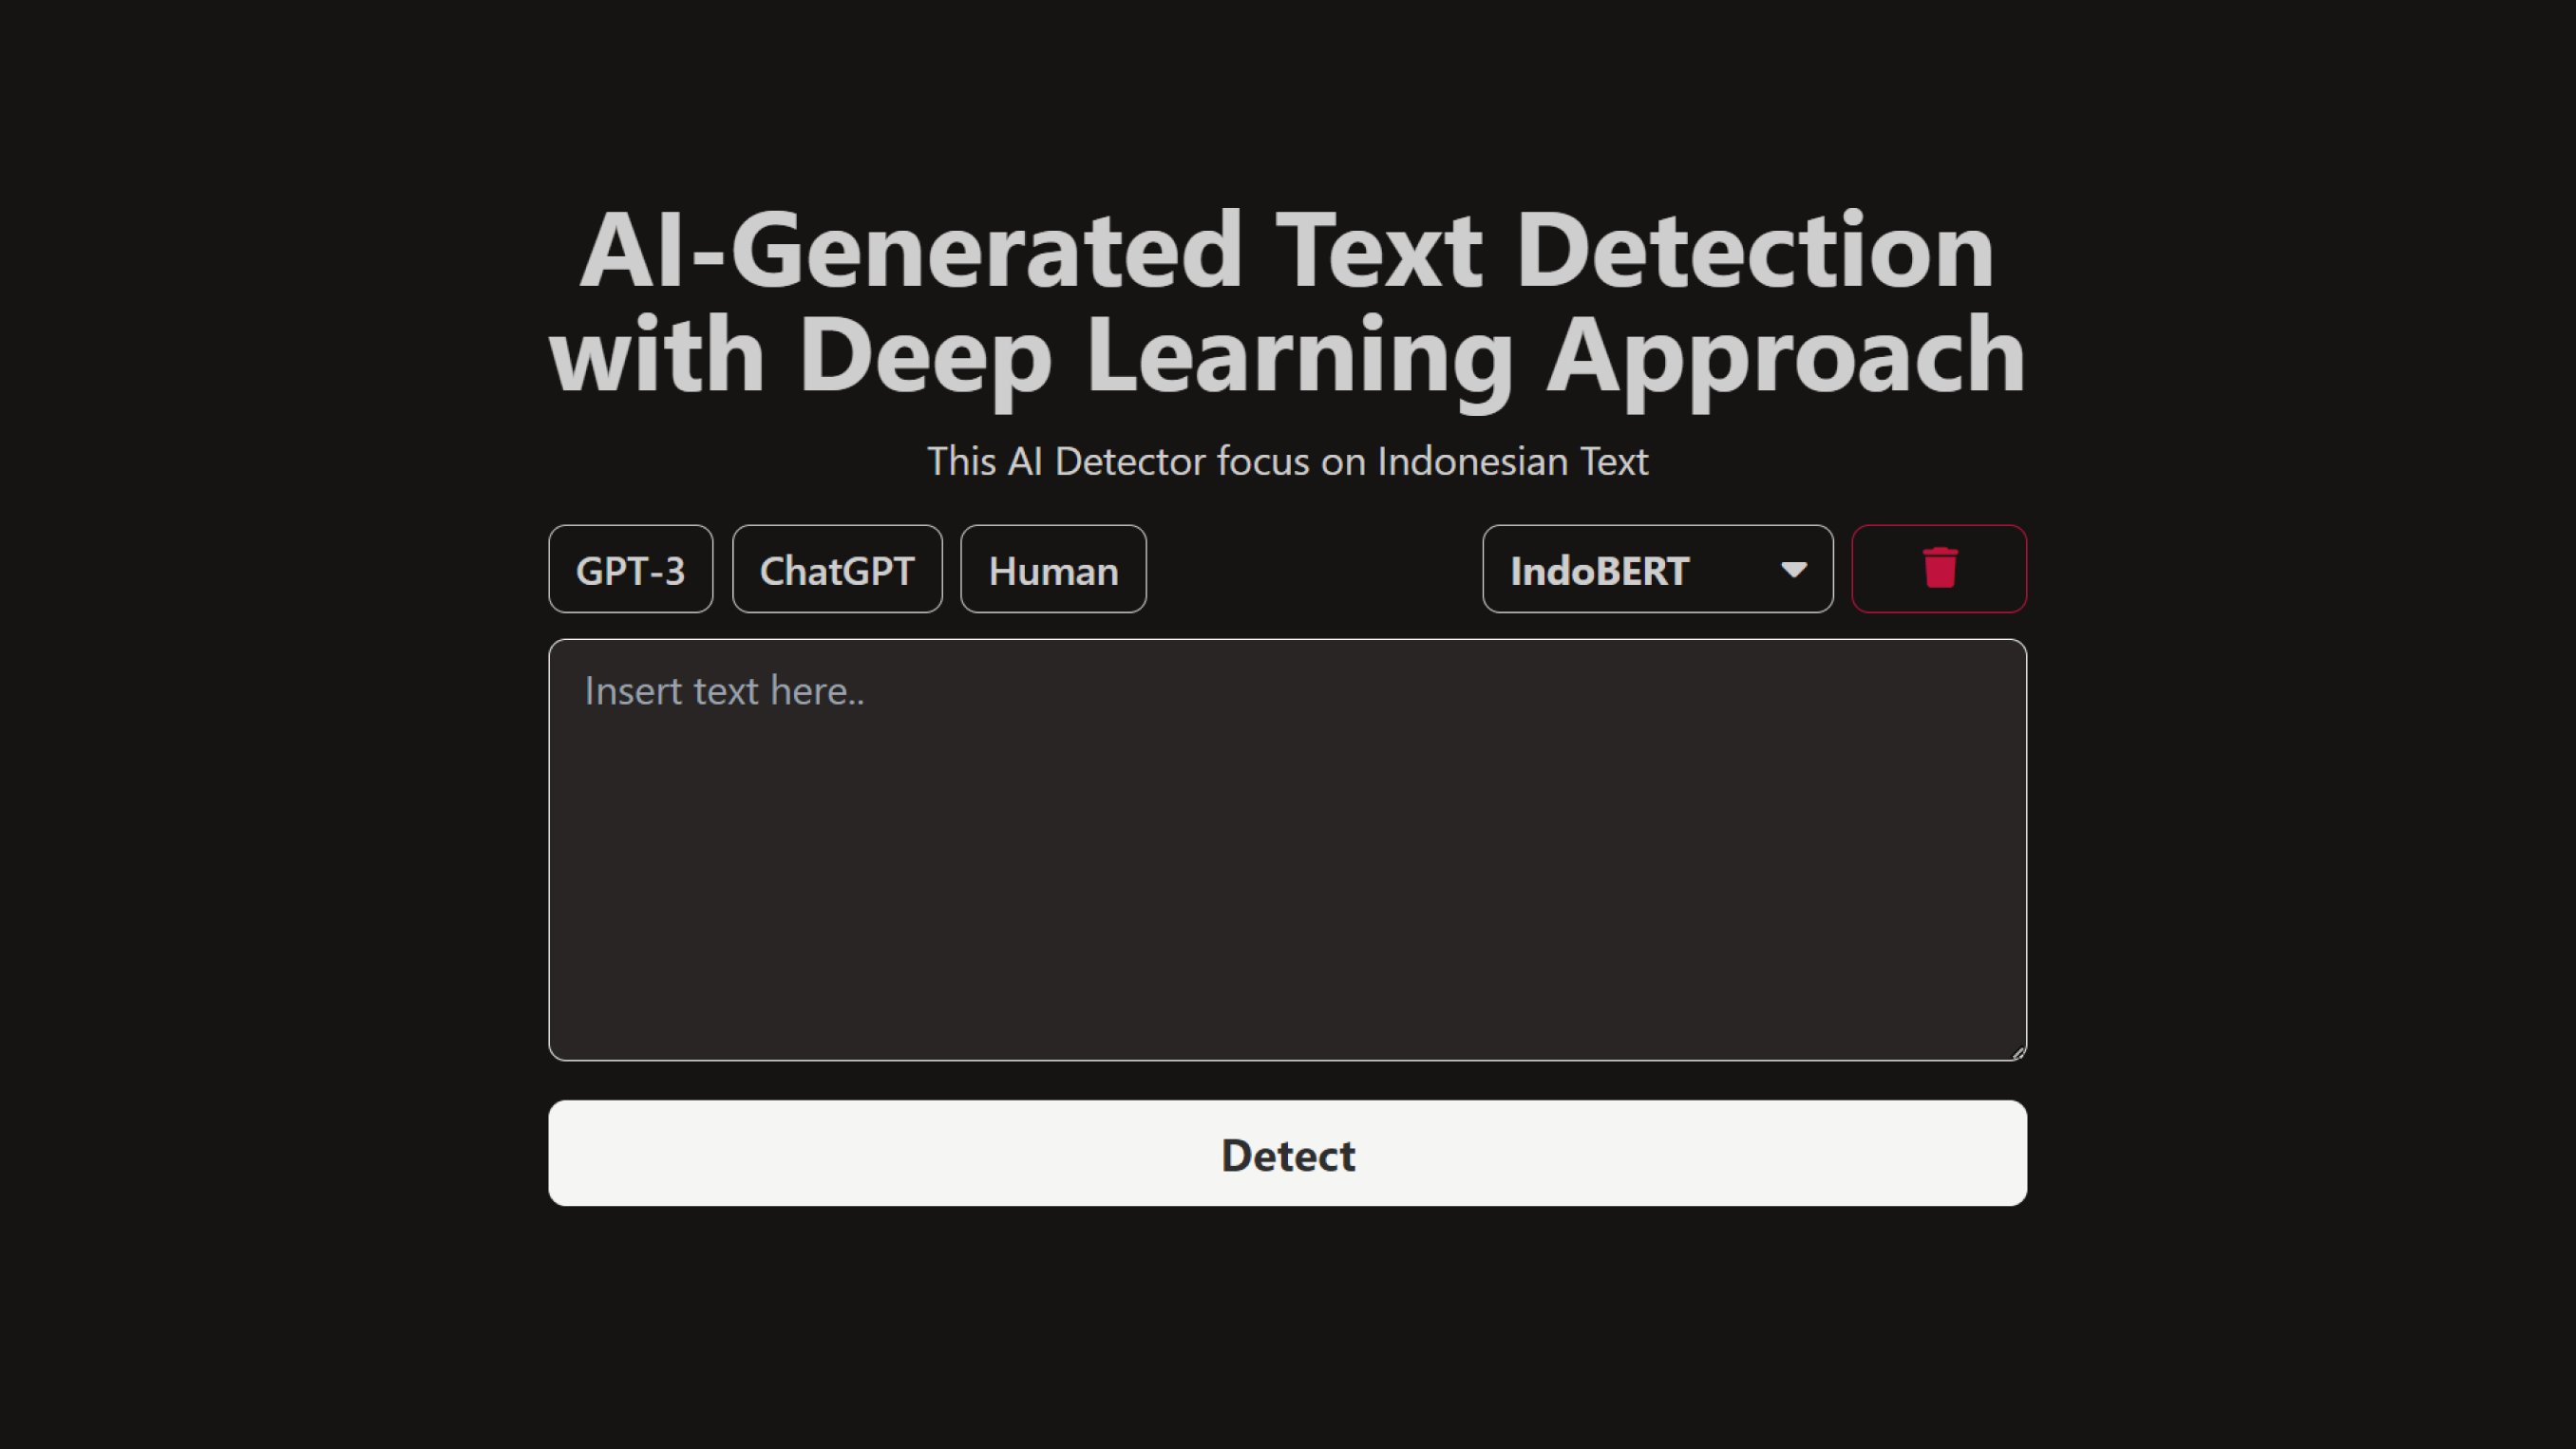 AI-Generated Text Detection
with Deep Learning Approach
This AI Detector focus on Indonesian Text
GPT-3
ChatGPT
Human
IndoBERT
Insert text here..
Detect